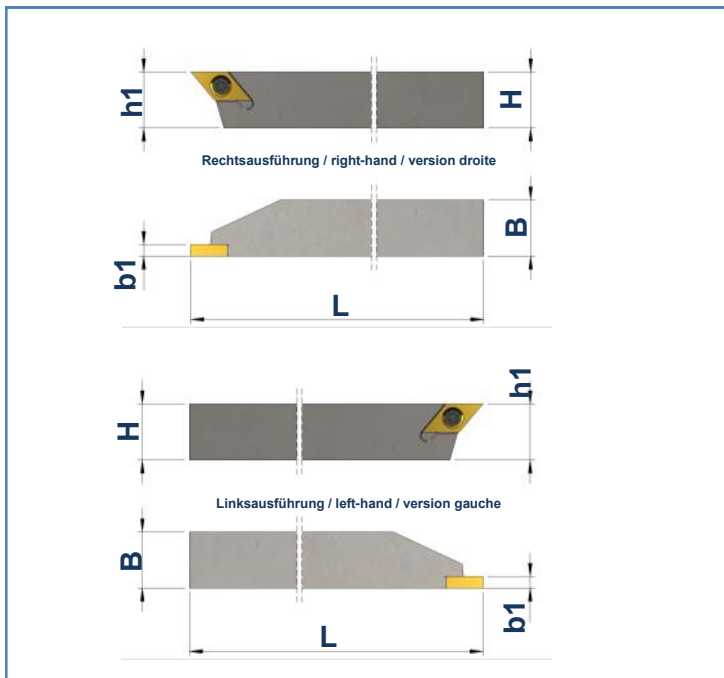 h1
H
Rechtsausführung / right-hand / version droite
b1
B
L
H
h1
Linksausführung / left-hand / version gauche
B
b1
L